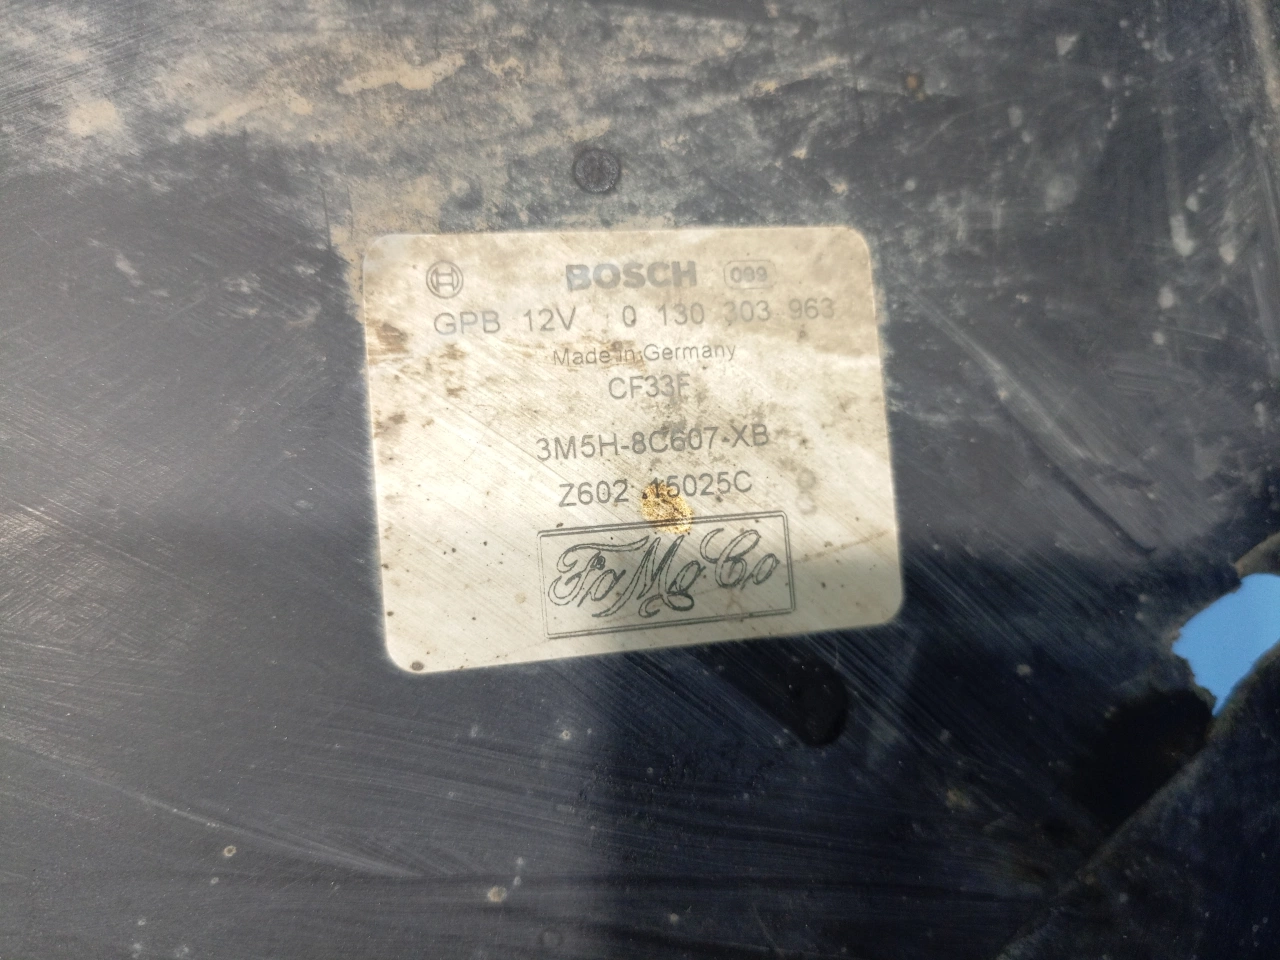 BOSCH 099
GPB 12V 0 130 303 963
Made in Germany
CF33F
3M5H-8C607-XB
Z602 15025C
FoMoCo